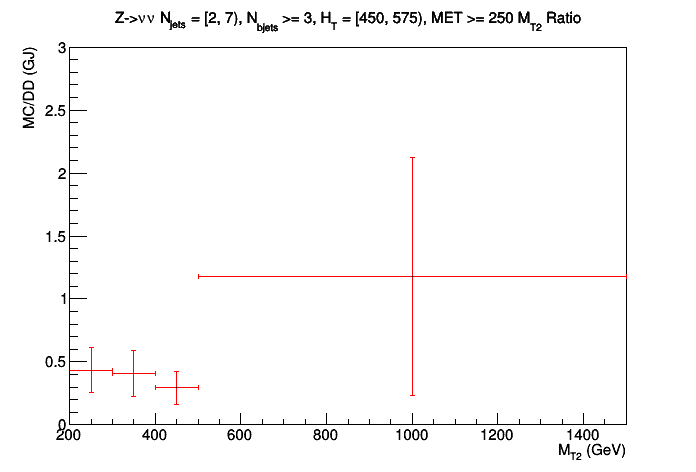 Z->νν N_jets = [2, 7), N_bjets >= 3, H_T = [450, 575), MET >= 250 M_T2 Ratio
MC/DD (GJ)
3
2.5
2
1.5
1
0.5
0
200 400 600 800 1000 1200 1400
M_T2 (GeV)